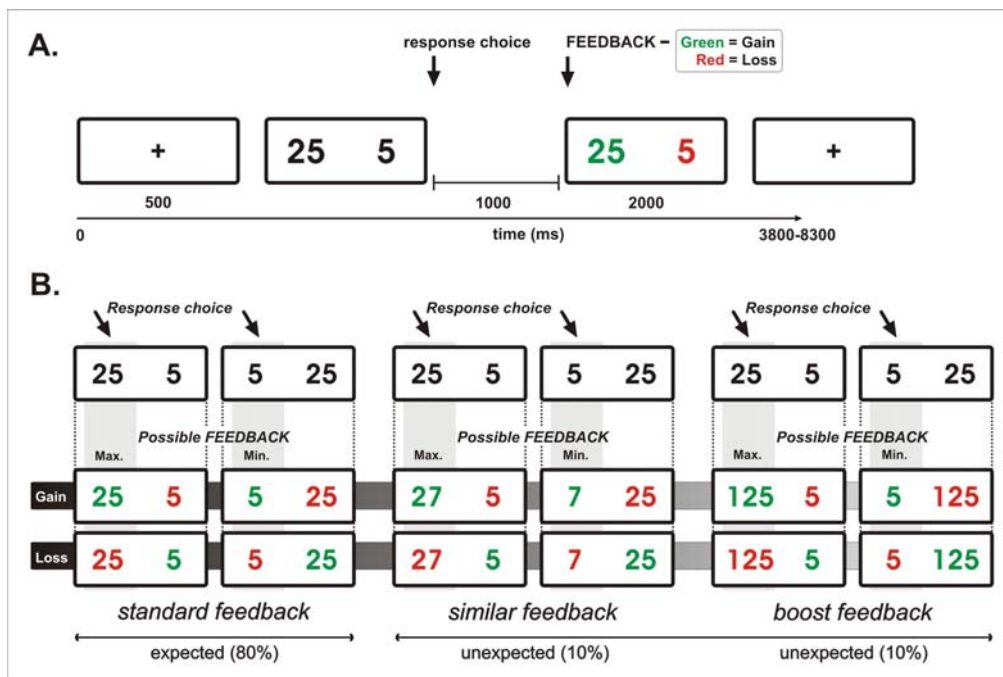 A.
response choice
FEEDBACK – Green = Gain
Red = Loss
+ 25 5 25 5 +
500 1000 2000
0 time (ms) 3800-8300
B.
Response choice Response choice Response choice
25 5 5 25 25 5 5 25 25 5 5 25
Possible FEEDBACK Possible FEEDBACK Possible FEEDBACK
Max. Min. Max. Min. Max. Min.
Gain 25 5 5 25 27 5 7 25 125 5 5 125
Loss 25 5 5 25 27 5 7 25 125 5 5 125
standard feedback similar feedback boost feedback
expected (80%) unexpected (10%) unexpected (10%)